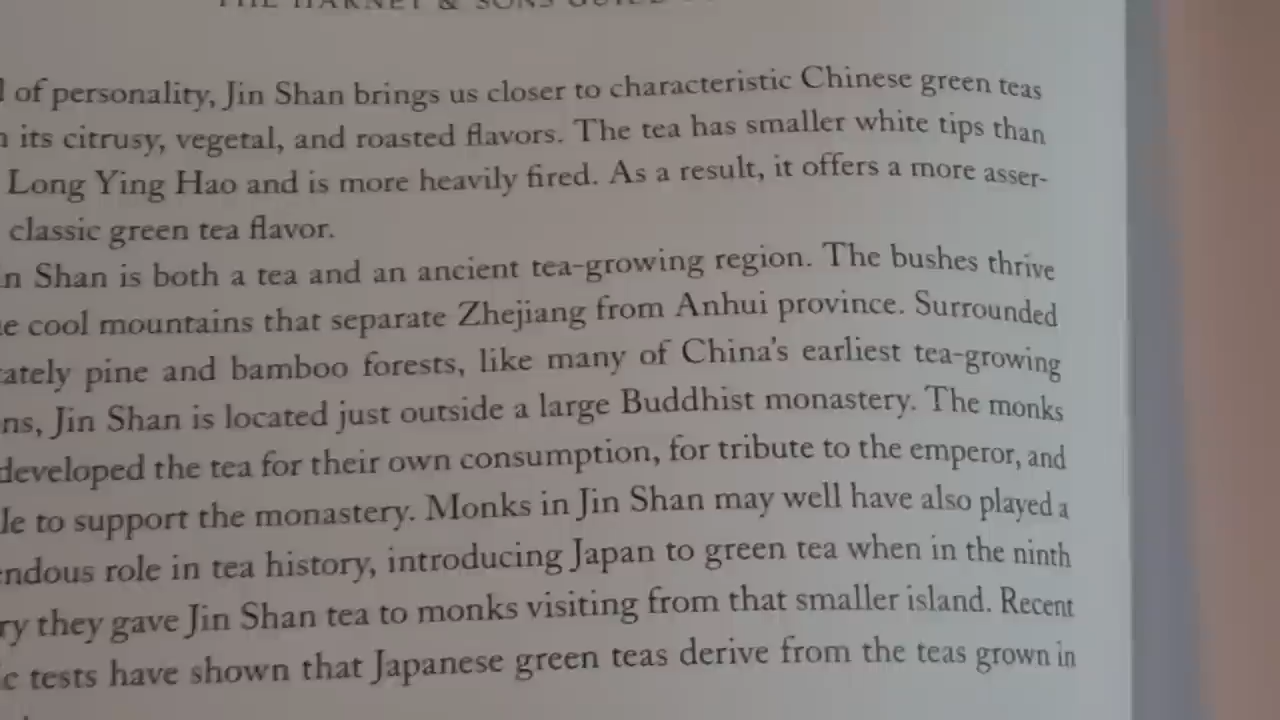 THE HARNEY & SONS GUIDE
of personality, Jin Shan brings us closer to characteristic Chinese green teas
its citrusy, vegetal, and roasted flavors. The tea has smaller white tips than
Long Ying Hao and is more heavily fired. As a result, it offers a more asser-
classic green tea flavor.
n Shan is both a tea and an ancient tea-growing region. The bushes thrive
e cool mountains that separate Zhejiang from Anhui province. Surrounded
ately pine and bamboo forests, like many of China's earliest tea-growing
ns, Jin Shan is located just outside a large Buddhist monastery. The monks
developed the tea for their own consumption, for tribute to the emperor, and
le to support the monastery. Monks in Jin Shan may well have also played a
endous role in tea history, introducing Japan to green tea when in the ninth
ry they gave Jin Shan tea to monks visiting from that smaller island. Recent
c tests have shown that Japanese green teas derive from the teas grown in